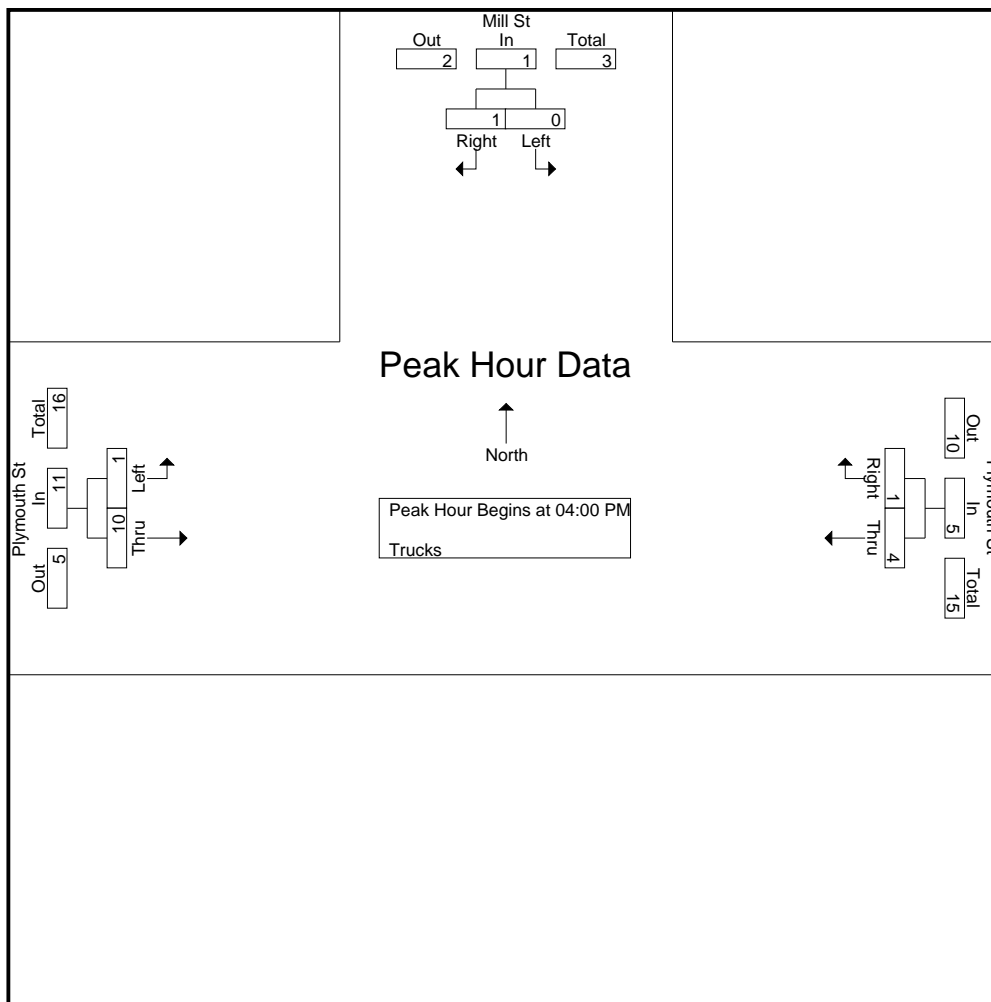 Mill St
Out In Total
2 1 3
1 0
Right Left
Peak Hour Data
North
Peak Hour Begins at 04:00 PM
Trucks
Plymouth St
Out In Total
5 11 16
Thru Left
10 1
Plymouth St
Out In Total
10 5 15
Right Thru
1 4